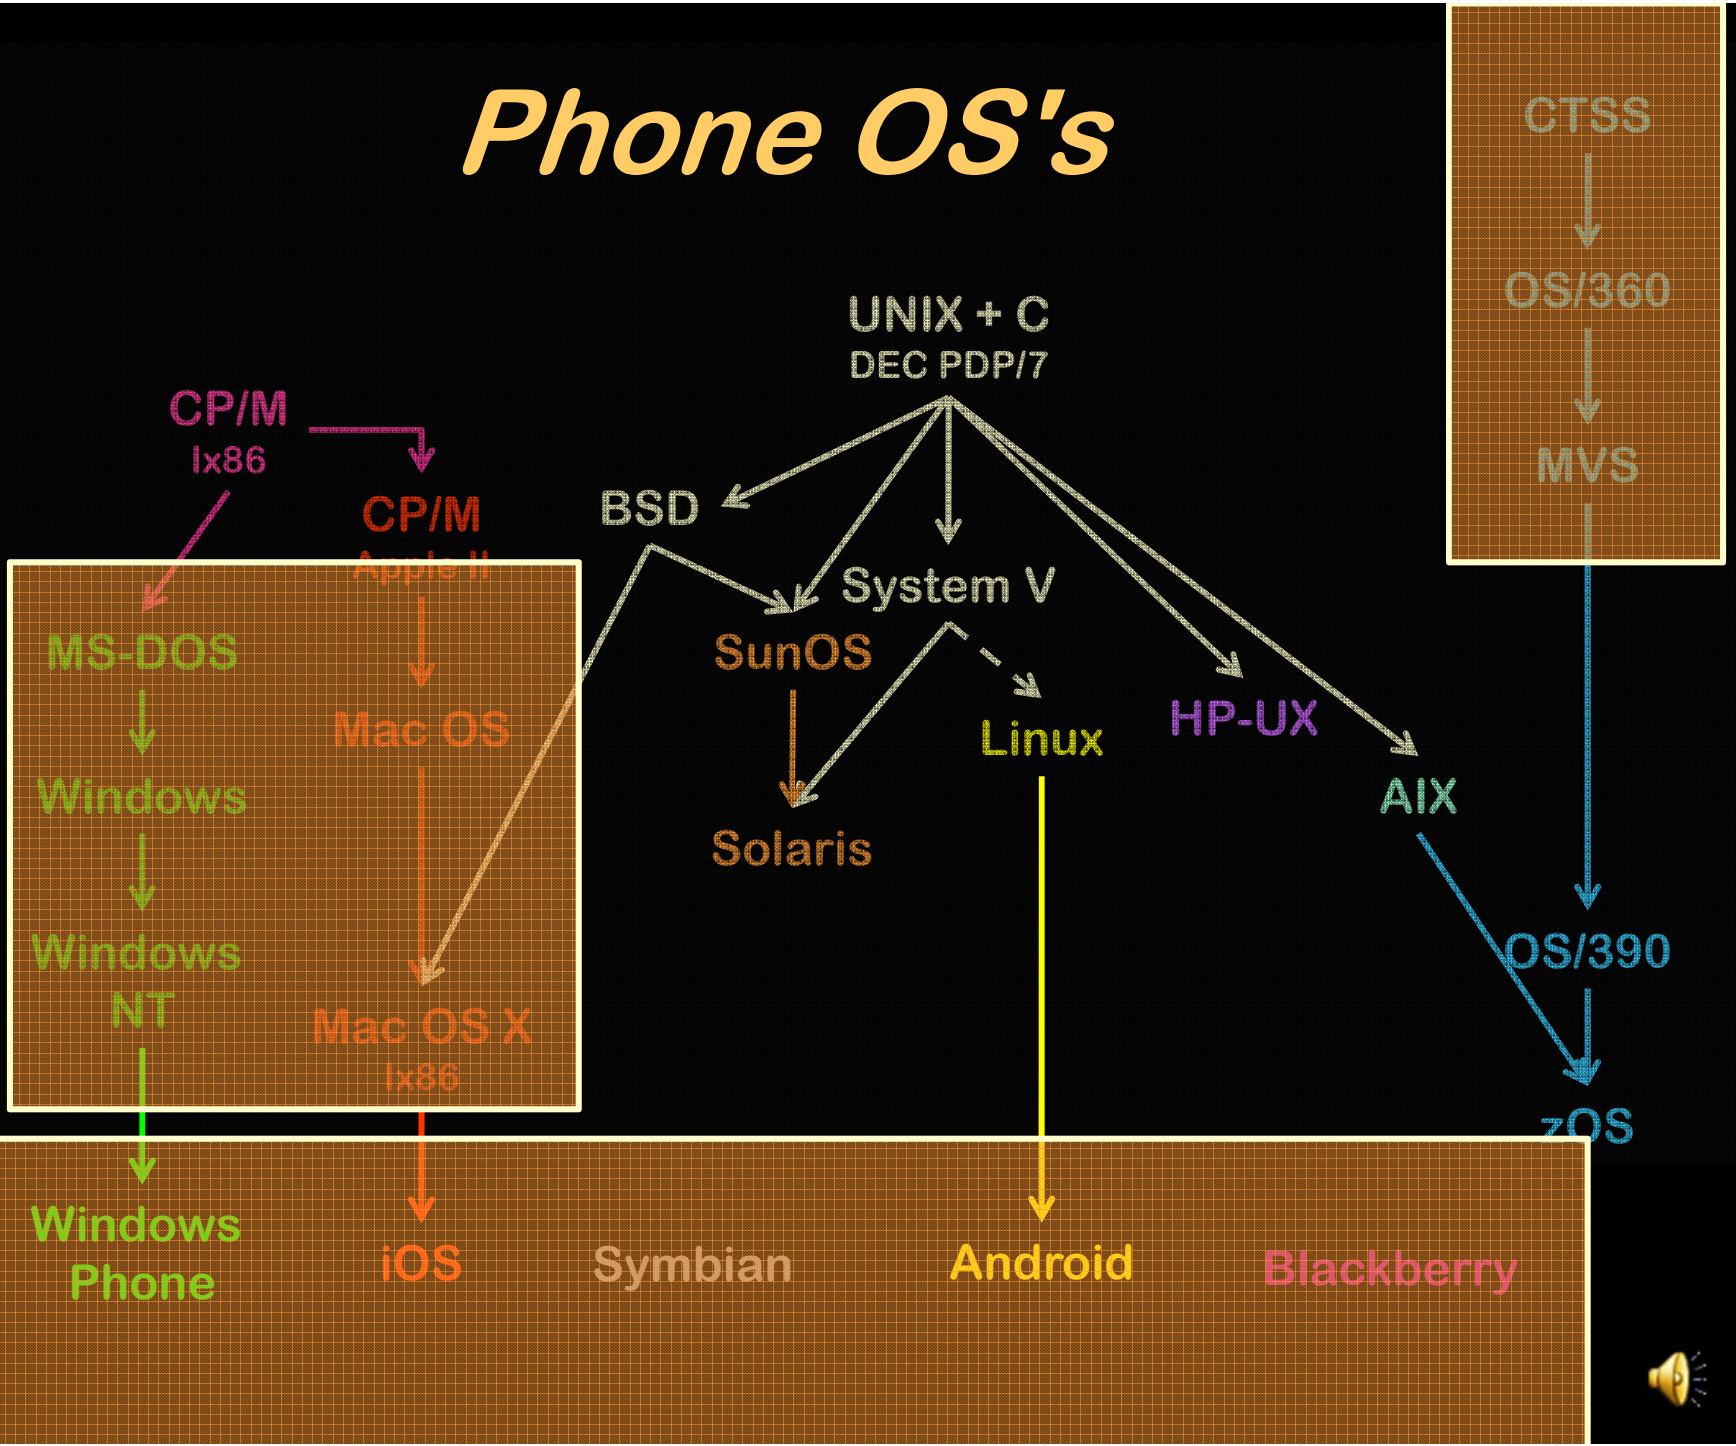 Phone OS's
CTSS
OS/360
UNIX + C
DEC PDP/7
CP/M
Ix86
MVS
CP/M
Apple II
BSD
System V
MS-DOS
SunOS
Mac OS
Linux
HP-UX
Windows
AIX
Solaris
Windows
NT
OS/390
Mac OS X
Ix86
zOS
Windows
Phone
iOS
Symbian
Android
Blackberry